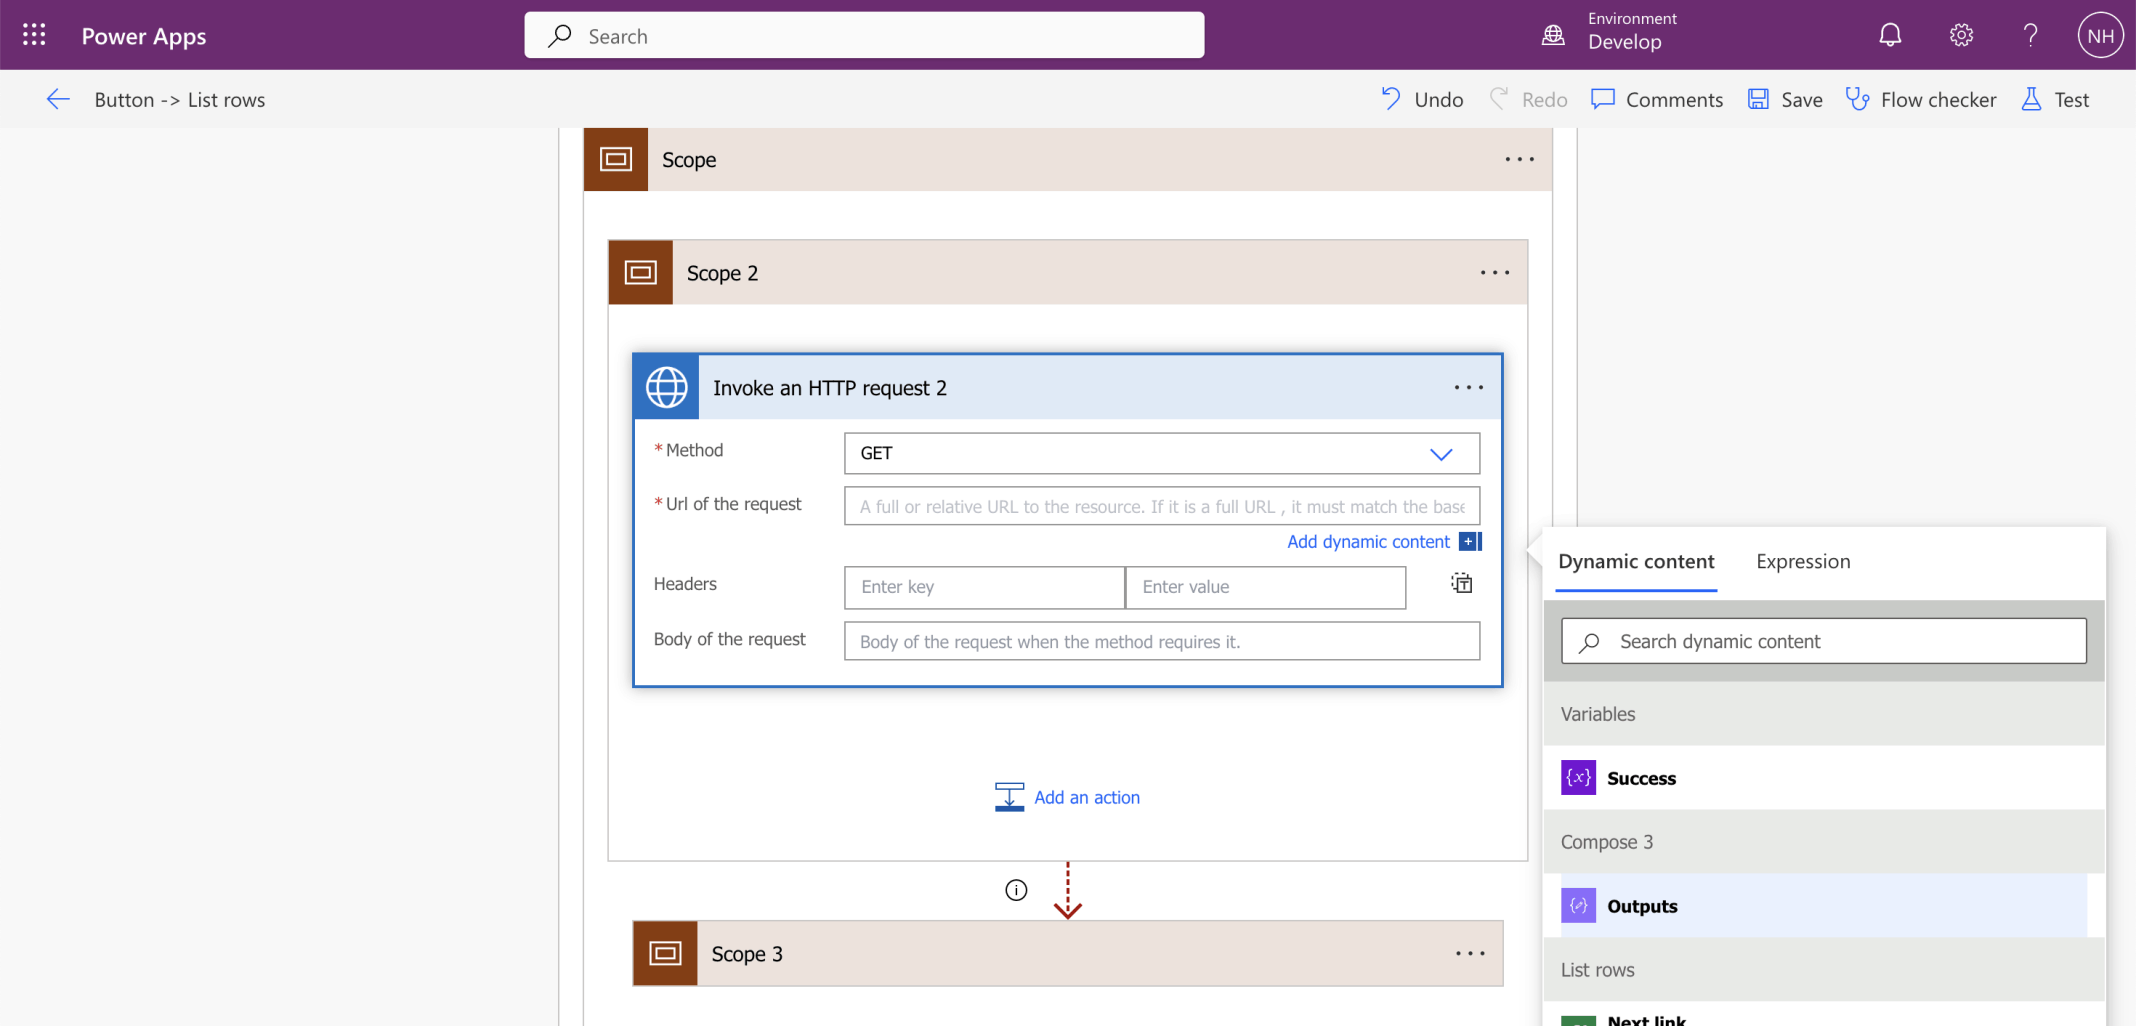 Power Apps
Search
Environment
Develop
?
NH
Button -> List rows
Undo
Redo
Comments
Save
Flow checker
Test
Scope
Scope 2
Invoke an HTTP request 2
* Method
GET
* Url of the request
A full or relative URL to the resource. If it is a full URL , it must match the base
Add dynamic content
Headers
Enter key
Enter value
Body of the request
Body of the request when the method requires it.
Add an action
Scope 3
Dynamic content
Expression
Search dynamic content
Variables
{x}
Success
Compose 3
Outputs
List rows
Next link